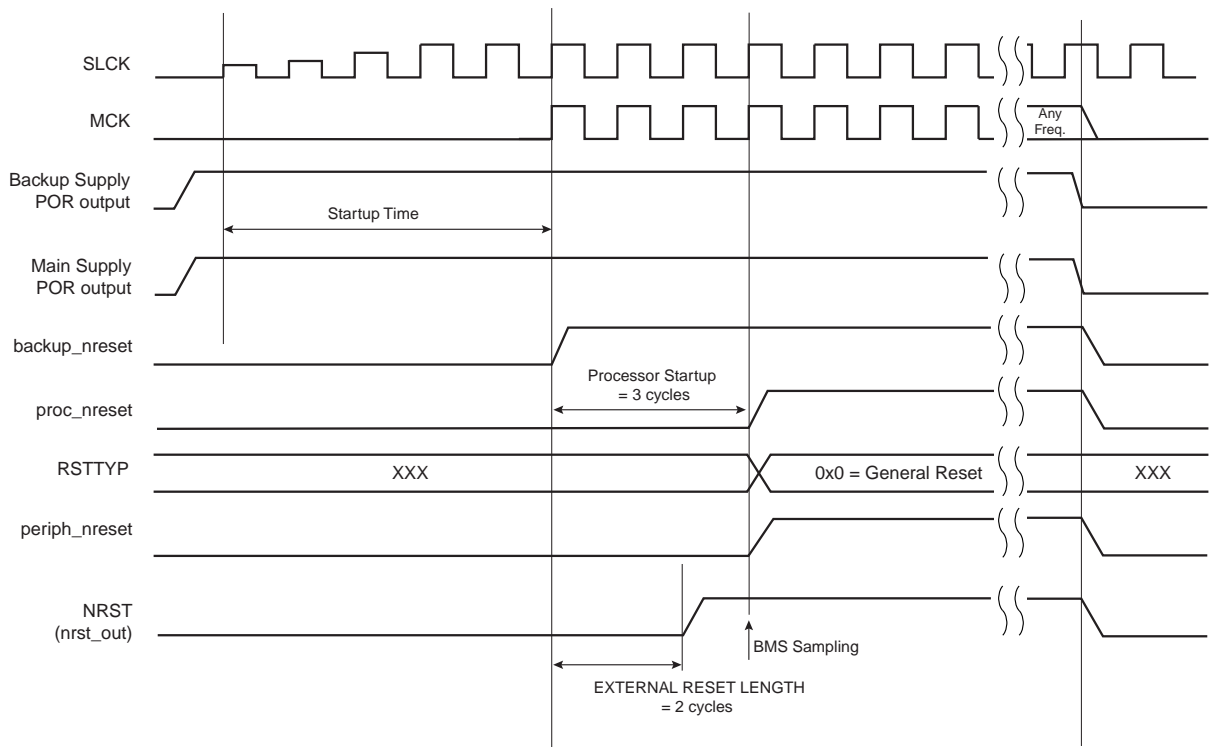 SLCK
MCK
Any
Freq.
Backup Supply
POR output
Startup Time
Main Supply
POR output
backup_nreset
Processor Startup
= 3 cycles
proc_nreset
RSTTYP
XXX
0x0 = General Reset
XXX
periph_nreset
NRST
(nrst_out)
BMS Sampling
EXTERNAL RESET LENGTH
= 2 cycles